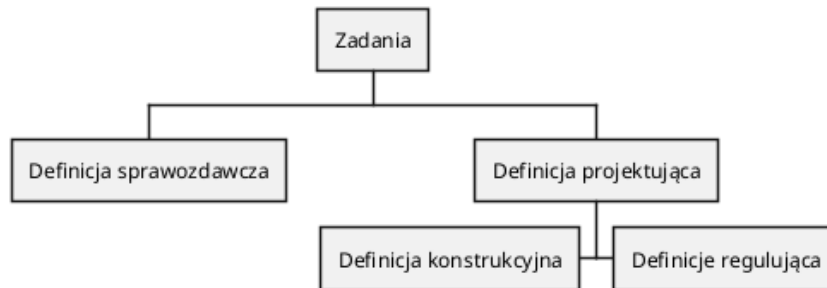 Zadania
Definicja sprawozdawcza
Definicja projektująca
Definicja konstrukcyjna
Definicje regulująca